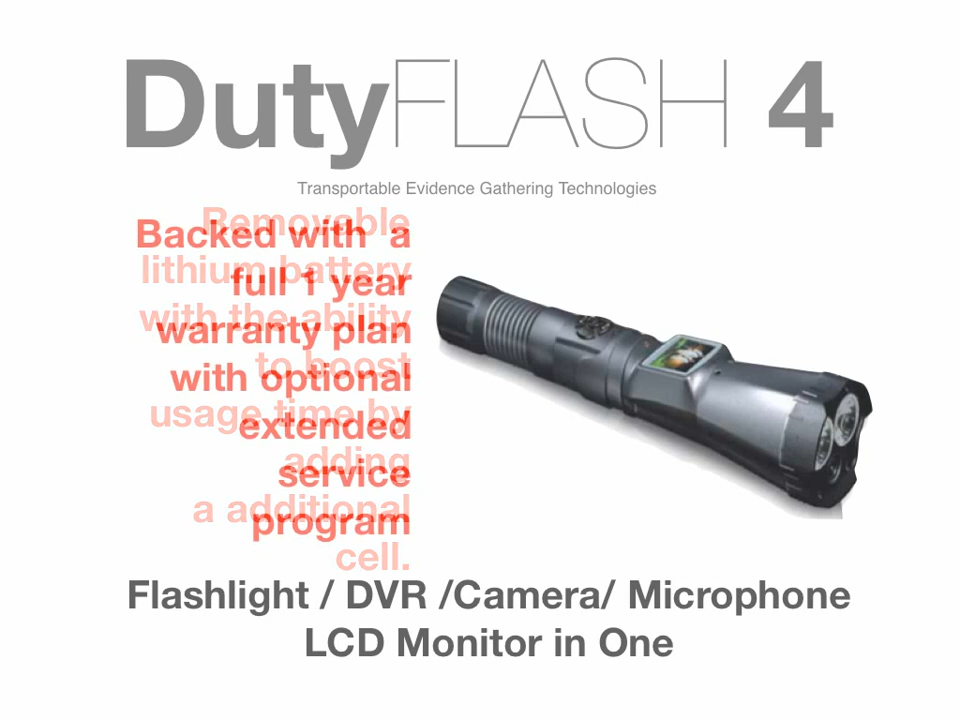 DutyFLASH 4
Transportable Evidence Gathering Technologies
Removable
lithium battery
with the ability
to boost
usage time by
adding
a additional
cell.
Backed with a
full 1 year
warranty plan
with optional
extended
service
program
Flashlight / DVR /Camera/ Microphone
LCD Monitor in One